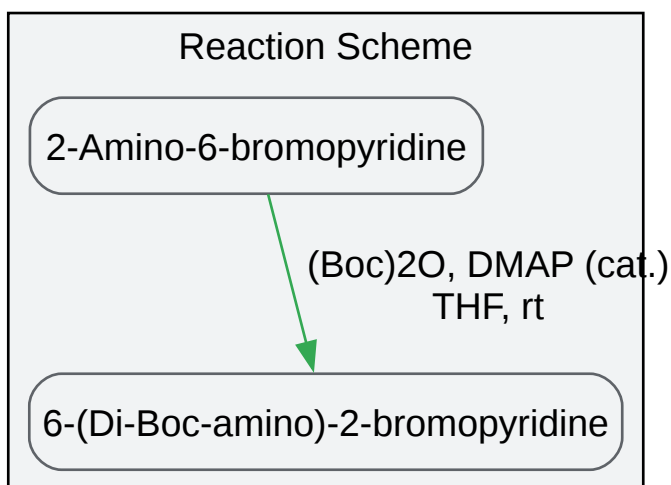 Reaction Scheme
2-Amino-6-bromopyridine
(Boc)2O, DMAP (cat.)
THF, rt
6-(Di-Boc-amino)-2-bromopyridine